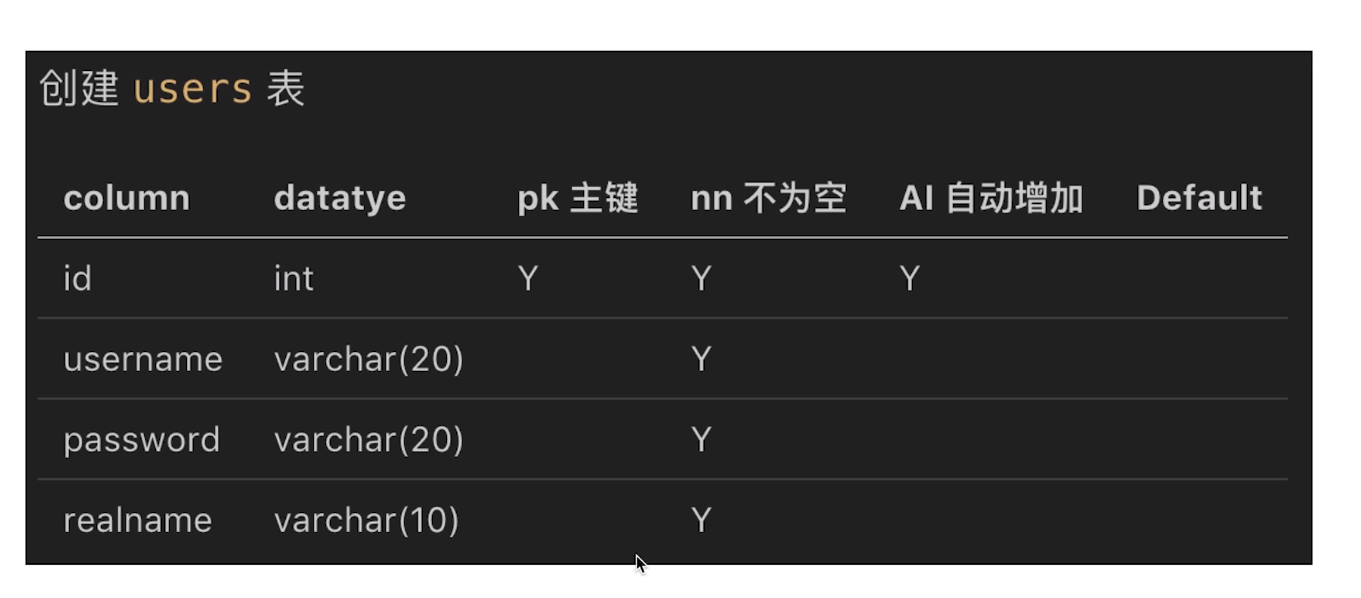 创建 users 表
column datatye pk 主键 nn 不为空 AI 自动增加 Default
id int Y Y Y
username varchar(20) Y
password varchar(20) Y
realname varchar(10) Y